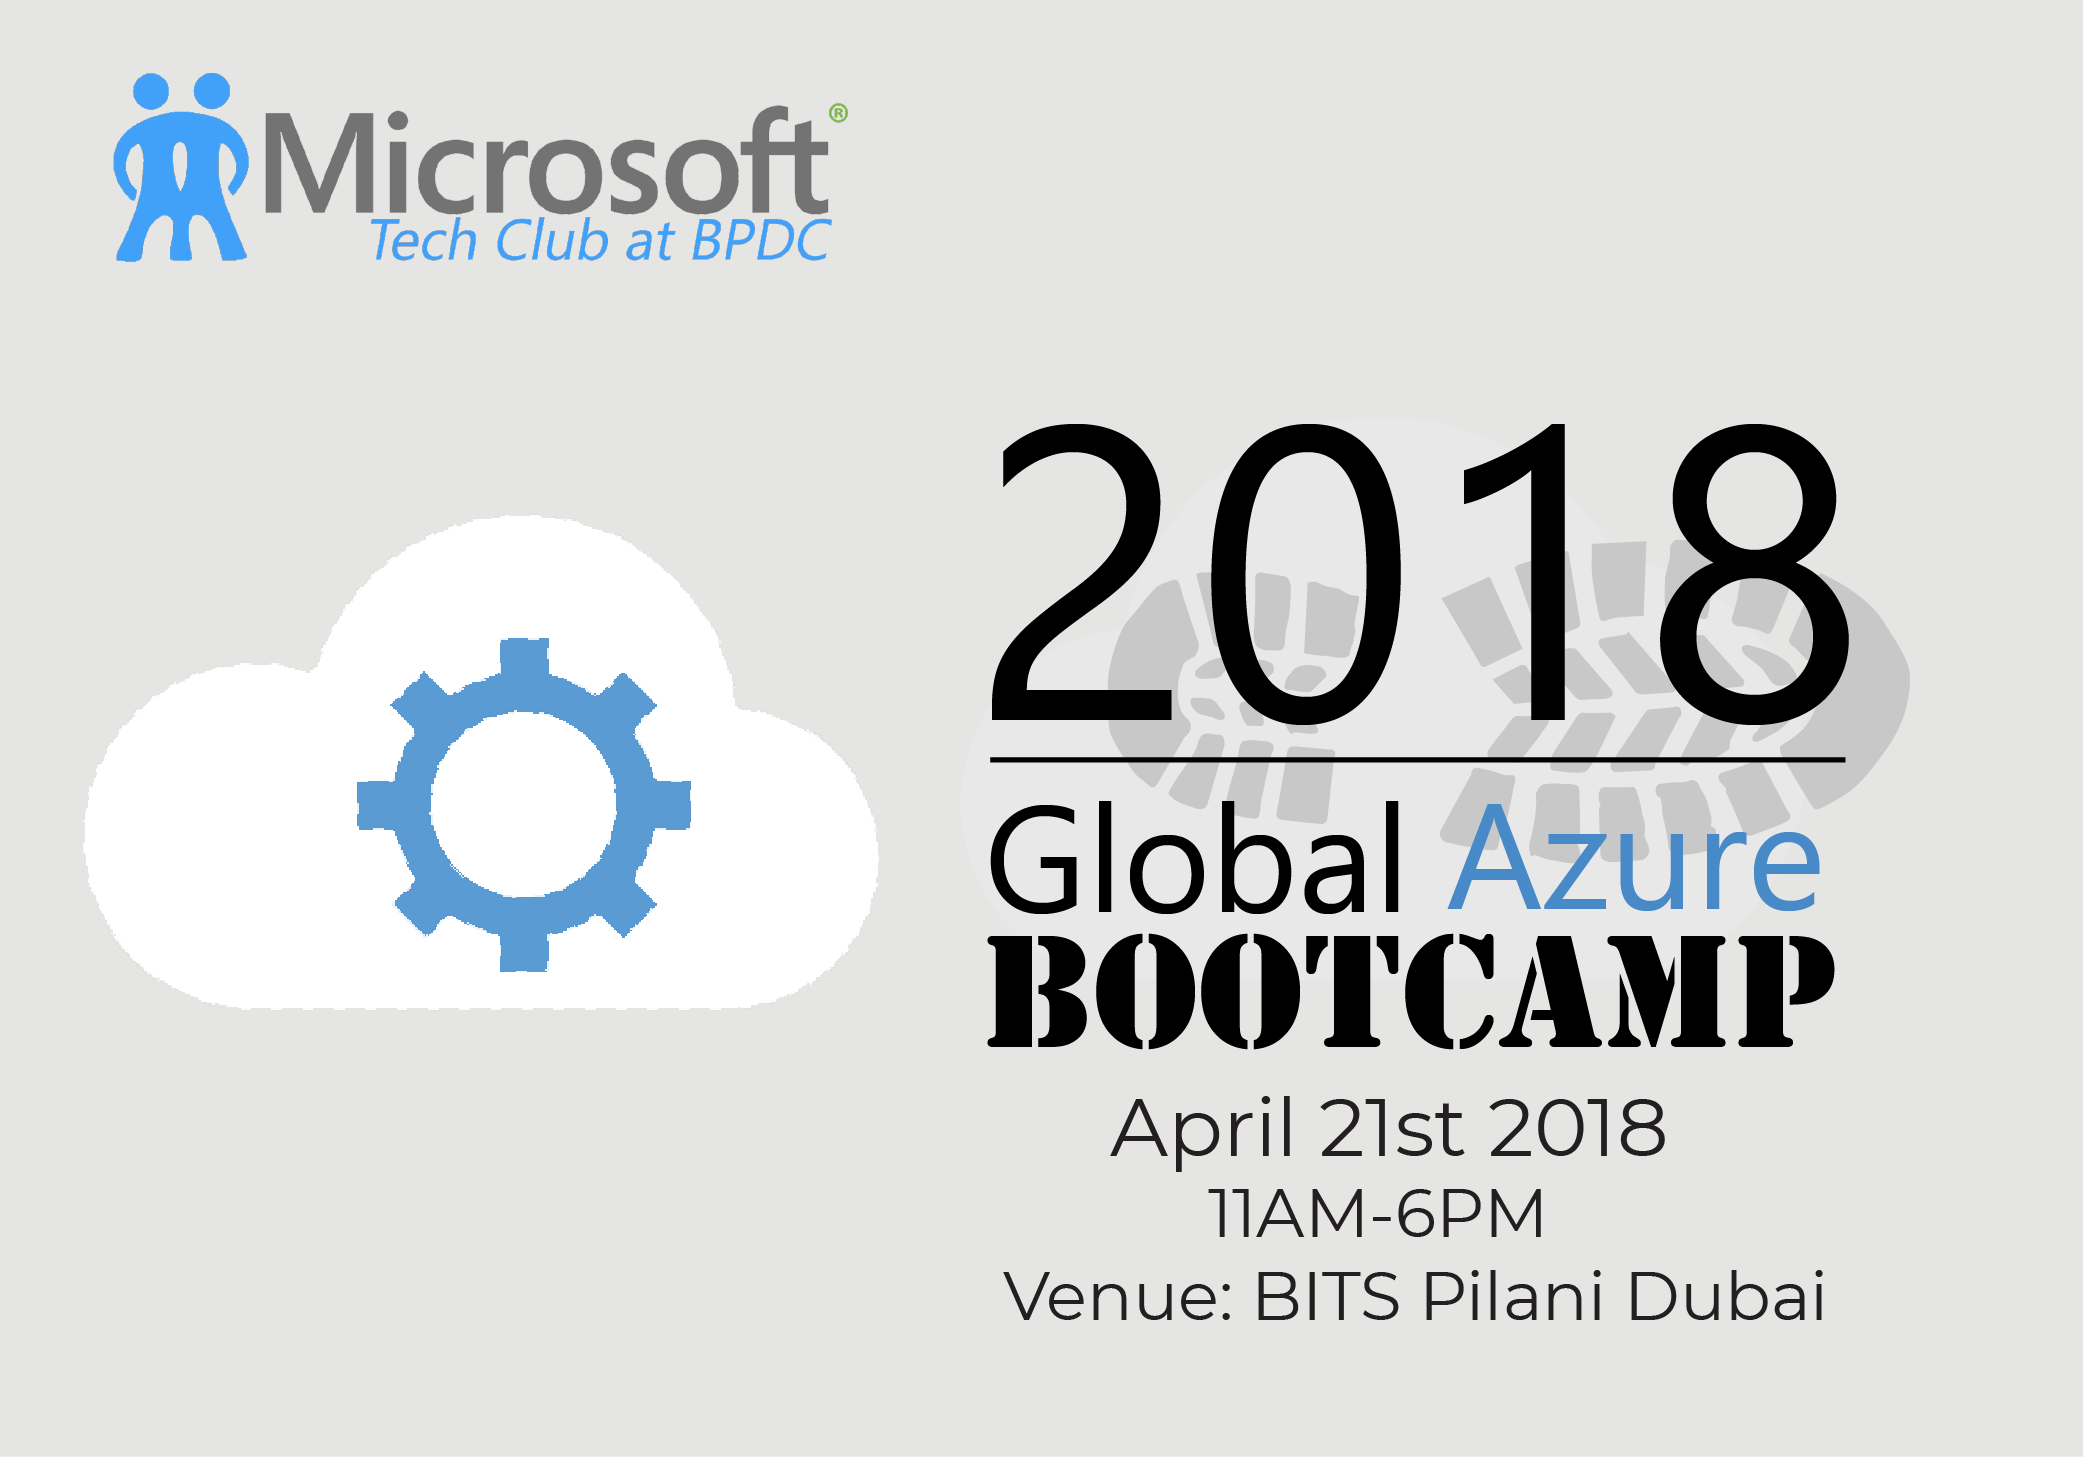 Microsoft®
Tech Club at BPDC
2018
Global Azure
BOOTCAMP
April 21st 2018
11AM-6PM
Venue: BITS Pilani Dubai